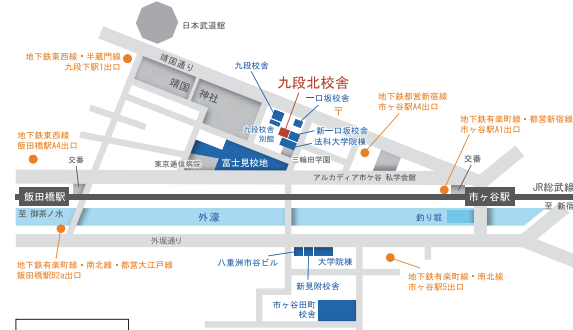 日本武道館
地下鉄東西線・半蔵門線
九段下駅1出口
靖国通り
靖国
神社
九段校舎
九段北校舎
一口坂校舎
〒
地下鉄都営新宿線
市ヶ谷駅A4出口
九段校舎
別館
新一口坂校舎
法科大学院棟
地下鉄有楽町線・都営新宿線
市ヶ谷駅A1出口
地下鉄東西線
飯田橋駅A4出口
交番
東京逓信病院
富士見校地
三輪田学園
アルカディア市ケ谷 私学会館
交番
飯田橋駅
市ヶ谷駅
JR総武線
至 御茶ノ水
外濠
釣り堀
至 新宿
外堀通り
地下鉄有楽町線・南北線・都営大江戸線
飯田橋駅B2a出口
八重洲市谷ビル
大学院棟
新見附校舎
地下鉄有楽町線・南北線
市ヶ谷駅5出口
市ヶ谷田町
校舎